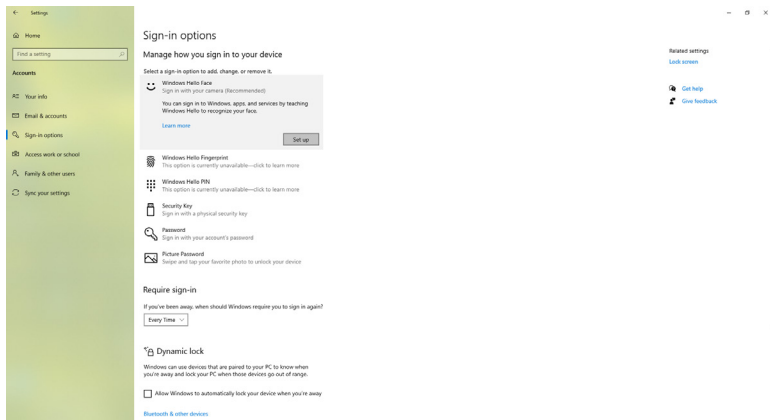 Settings
Home
Find a setting
Accounts
Your info
Email & accounts
Sign-in options
Access work or school
Family & other users
Sync your settings
Sign-in options
Manage how you sign in to your device
Select a sign-in option to add, change, or remove it.
Windows Hello Face
Sign in with your camera (Recommended)
You can sign in to Windows, apps, and services by teaching
Windows Hello to recognize your face.
Learn more
Set up
Windows Hello Fingerprint
This option is currently unavailable—click to learn more
Windows Hello PIN
This option is currently unavailable—click to learn more
Security Key
Sign in with a physical security key
Password
Sign in with your account's password
Picture Password
Swipe and tap your favorite photo to unlock your device
Require sign-in
If you've been away, when should Windows require you to sign in again?
Every Time
Dynamic lock
Windows can use devices that are paired to your PC to know when
you're away and lock your PC when those devices go out of range.
Allow Windows to automatically lock your device when you're away
Bluetooth & other devices
Related settings
Lock screen
Get help
Give feedback